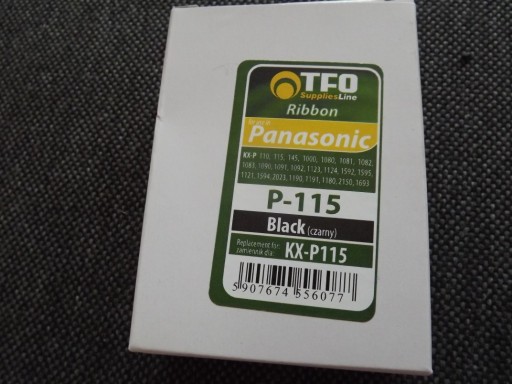 TFO
SuppliesLine
Ribbon
Panasonic
KX-P 110, 115, 145, 1000, 1080, 1081, 1082,
1083, 1090, 1091, 1092, 1123, 1124, 1592, 1595,
1121, 1594, 2023, 1190, 1191, 1180, 2130, 1693
P-115
Black (czarny)
Replacement for:
zamiennik dla:
KX-P115
5 907674 556077